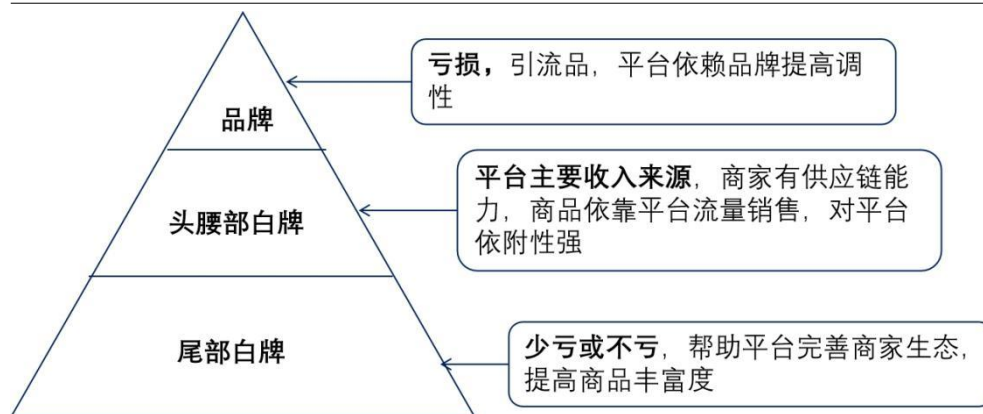 亏损，引流品，平台依赖品牌提高调
性
品牌
平台主要收入来源，商家有供应链能
力，商品依靠平台流量销售，对平台
依附性强
头腰部白牌
少亏或不亏，帮助平台完善商家生态，
提高商品丰富度
尾部白牌